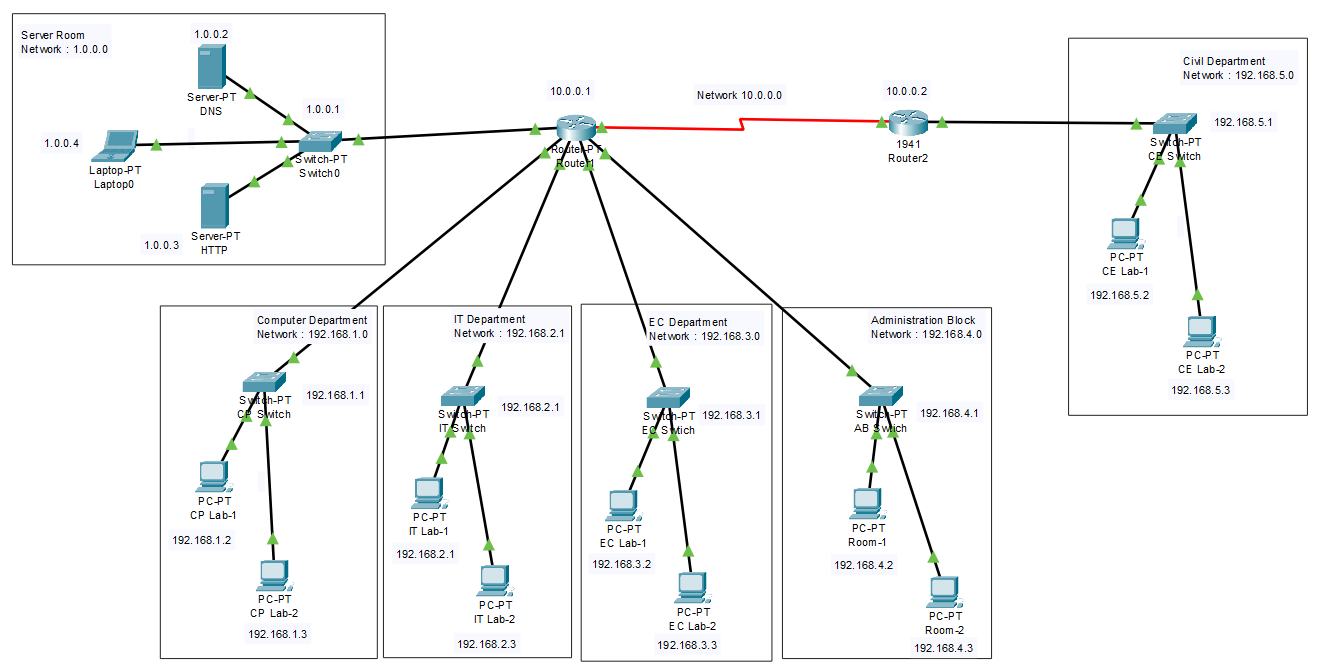 Server Room
Network : 1.0.0.0
1.0.0.2
Server-PT
DNS
1.0.0.1
1.0.0.4
Laptop-PT
Laptop0
Switch-PT
Switch0
Server-PT
HTTP
1.0.0.3
10.0.0.1
Router-PT
Router1
Network 10.0.0.0
10.0.0.2
1941
Router2
Civil Department
Network : 192.168.5.0
192.168.5.1
Switch-PT
CE Switch
PC-PT
CE Lab-1
192.168.5.2
PC-PT
CE Lab-2
192.168.5.3
Computer Department
Network : 192.168.1.0
Switch-PT
CP Switch
192.168.1.1
PC-PT
CP Lab-1
192.168.1.2
PC-PT
CP Lab-2
192.168.1.3
IT Department
Network : 192.168.2.1
Switch-PT
IT Switch
192.168.2.1
PC-PT
IT Lab-1
192.168.2.1
PC-PT
IT Lab-2
192.168.2.3
EC Department
Network : 192.168.3.0
Switch-PT
EC Swtich
192.168.3.1
PC-PT
EC Lab-1
192.168.3.2
PC-PT
EC Lab-2
192.168.3.3
Administration Block
Network : 192.168.4.0
Switch-PT
AB Switch
192.168.4.1
PC-PT
Room-1
192.168.4.2
PC-PT
Room-2
192.168.4.3